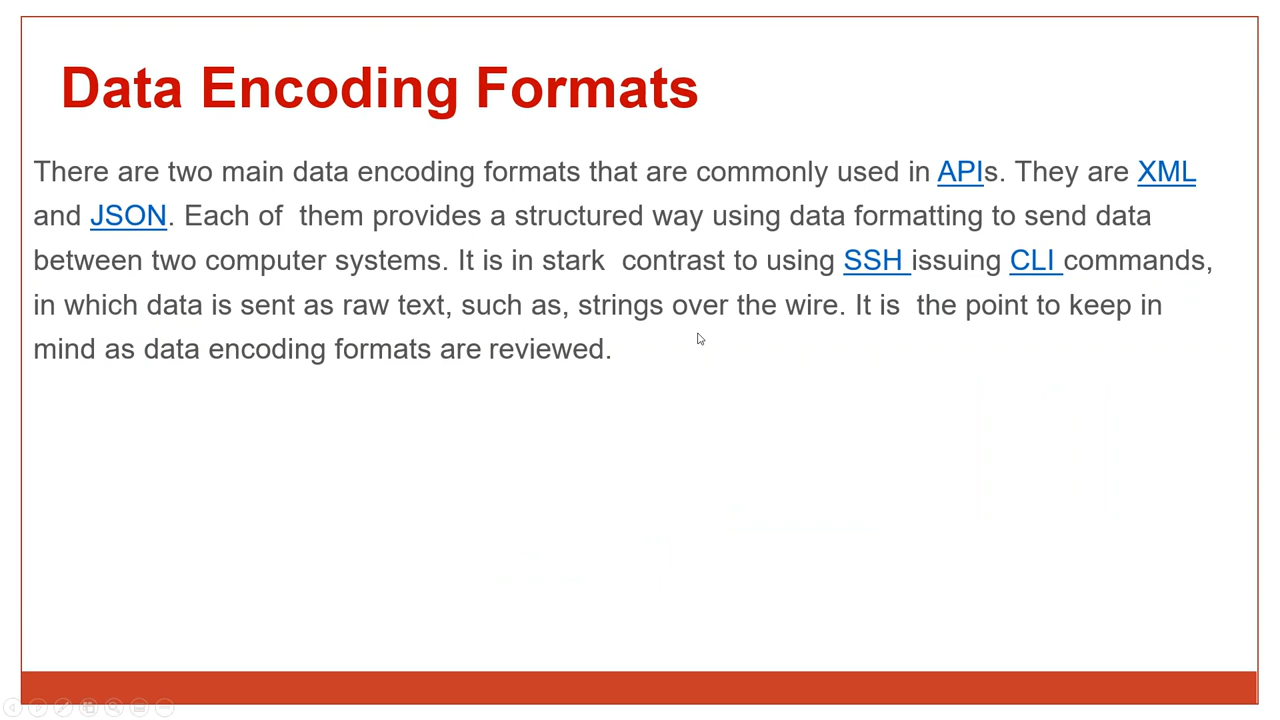 Data Encoding Formats
There are two main data encoding formats that are commonly used in APIs. They are XML
and JSON. Each of  them provides a structured way using data formatting to send data
between two computer systems. It is in stark  contrast to using SSH issuing CLI commands,
in which data is sent as raw text, such as, strings over the wire. It is  the point to keep in
mind as data encoding formats are reviewed.